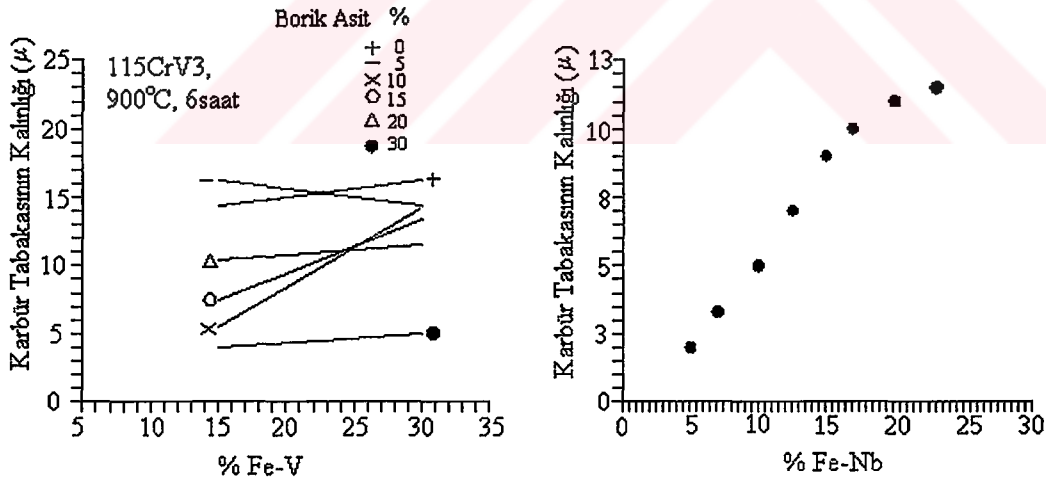 Borik Asit %
+ 0
| 5
× 10
○ 15
△ 20
● 30
115CrV3,
900°C, 6saat
Karbür Tabakasının Kalınlığı (μ)
25
20
15
10
5
0
5 10 15 20 25 30 35
% Fe-V
Karbür Tabakasının Kalınlığı (μ)
13
10
8
5
3
0
0 5 10 15 20 25 30
% Fe-Nb